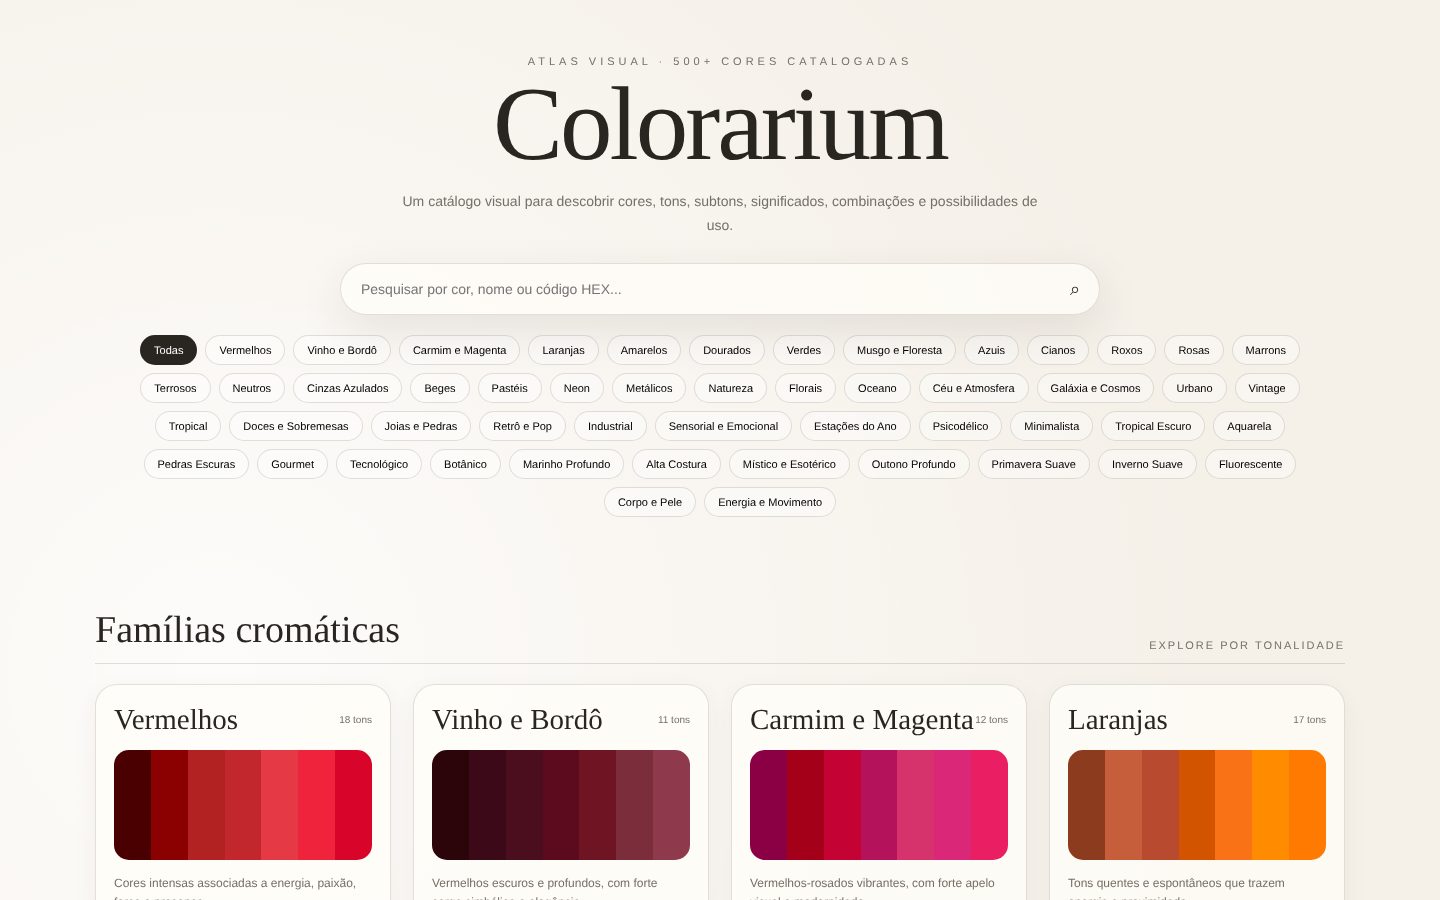 ATLAS VISUAL · 500+ CORES CATALOGADAS
Colorarium
Um catálogo visual para descobrir cores, tons, subtons, significados, combinações e possibilidades de
uso.
Pesquisar por cor, nome ou código HEX...
Todas Vermelhos Vinho e Bordô Carmim e Magenta Laranjas Amarelos Dourados Verdes Musgo e Floresta Azuis Cianos Roxos Rosas Marrons
Terrosos Neutros Cinzas Azulados Beges Pastéis Neon Metálicos Natureza Florais Oceano Céu e Atmosfera Galáxia e Cosmos Urbano Vintage
Tropical Doces e Sobremesas Joias e Pedras Retrô e Pop Industrial Sensorial e Emocional Estações do Ano Psicodélico Minimalista Tropical Escuro Aquarela
Pedras Escuras Gourmet Tecnológico Botânico Marinho Profundo Alta Costura Místico e Esotérico Outono Profundo Primavera Suave Inverno Suave Fluorescente
Corpo e Pele Energia e Movimento
Famílias cromáticas
EXPLORE POR TONALIDADE
Vermelhos 18 tons
Cores intensas associadas a energia, paixão,
Vinho e Bordô 11 tons
Vermelhos escuros e profundos, com forte
Carmim e Magenta 12 tons
Vermelhos-rosados vibrantes, com forte apelo
Laranjas 17 tons
Tons quentes e espontâneos que trazem